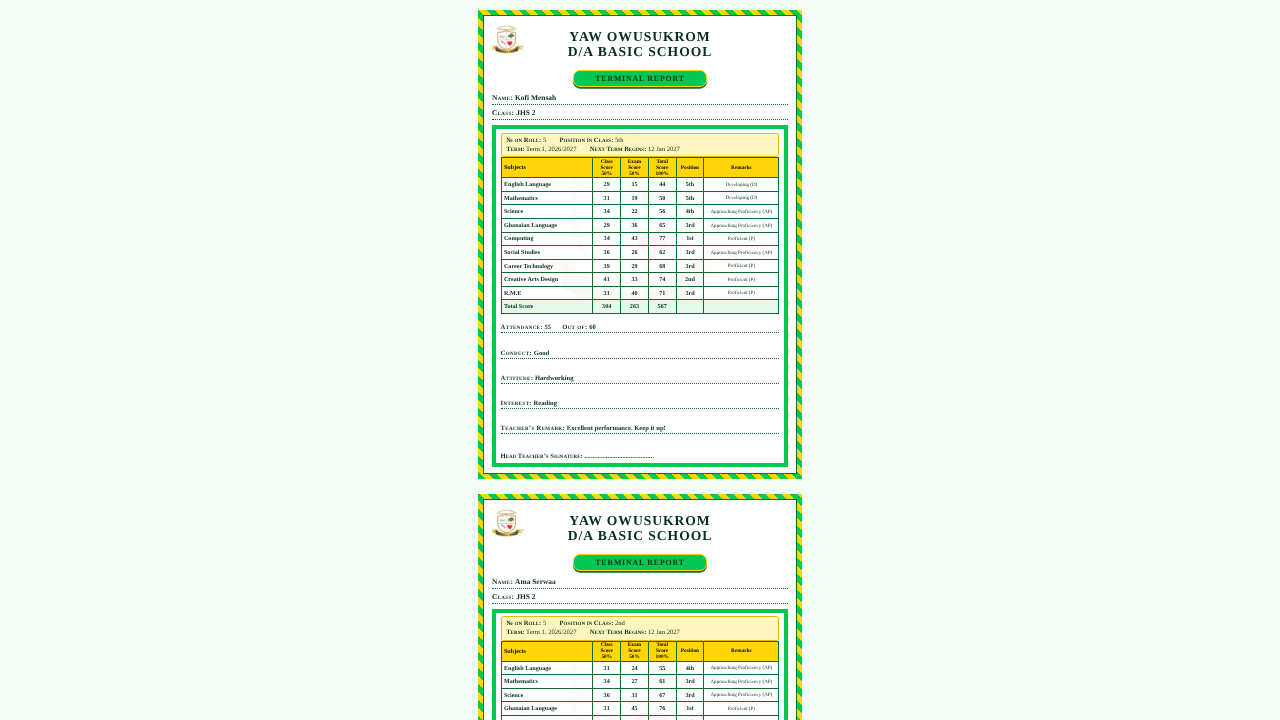 YAW OWUSUKROM
D/A BASIC SCHOOL
TERMINAL REPORT
Name: Kofi Mensah
Class: JHS 2
№ on Roll: 5 Position in Class: 5th
Term: Term 1, 2026/2027 Next Term Begins: 12 Jan 2027
Subjects Class Score 50% Exam Score 50% Total Score 100% Position Remarks
English Language 29 15 44 5th Developing (D)
Mathematics 31 19 50 5th Developing (D)
Science 34 22 56 4th Approaching Proficiency (AP)
Ghanaian Language 29 36 65 3rd Approaching Proficiency (AP)
Computing 34 43 77 1st Proficient (P)
Social Studies 36 26 62 3rd Approaching Proficiency (AP)
Career Technology 39 29 68 3rd Proficient (P)
Creative Arts Design 41 33 74 2nd Proficient (P)
R.M.E 31 40 71 3rd Proficient (P)
Total Score 304 263 567
Attendance: 55 Out of: 60
Conduct: Good
Attitude: Hardworking
Interest: Reading
Teacher's Remark: Excellent performance. Keep it up!
Head Teacher's Signature: ........................................
YAW OWUSUKROM
D/A BASIC SCHOOL
TERMINAL REPORT
Name: Ama Serwaa
Class: JHS 2
№ on Roll: 5 Position in Class: 2nd
Term: Term 1, 2026/2027 Next Term Begins: 12 Jan 2027
Subjects Class Score 50% Exam Score 50% Total Score 100% Position Remarks
English Language 31 24 55 4th Approaching Proficiency (AP)
Mathematics 34 27 61 3rd Approaching Proficiency (AP)
Science 36 31 67 3rd Approaching Proficiency (AP)
Ghanaian Language 31 45 76 1st Proficient (P)